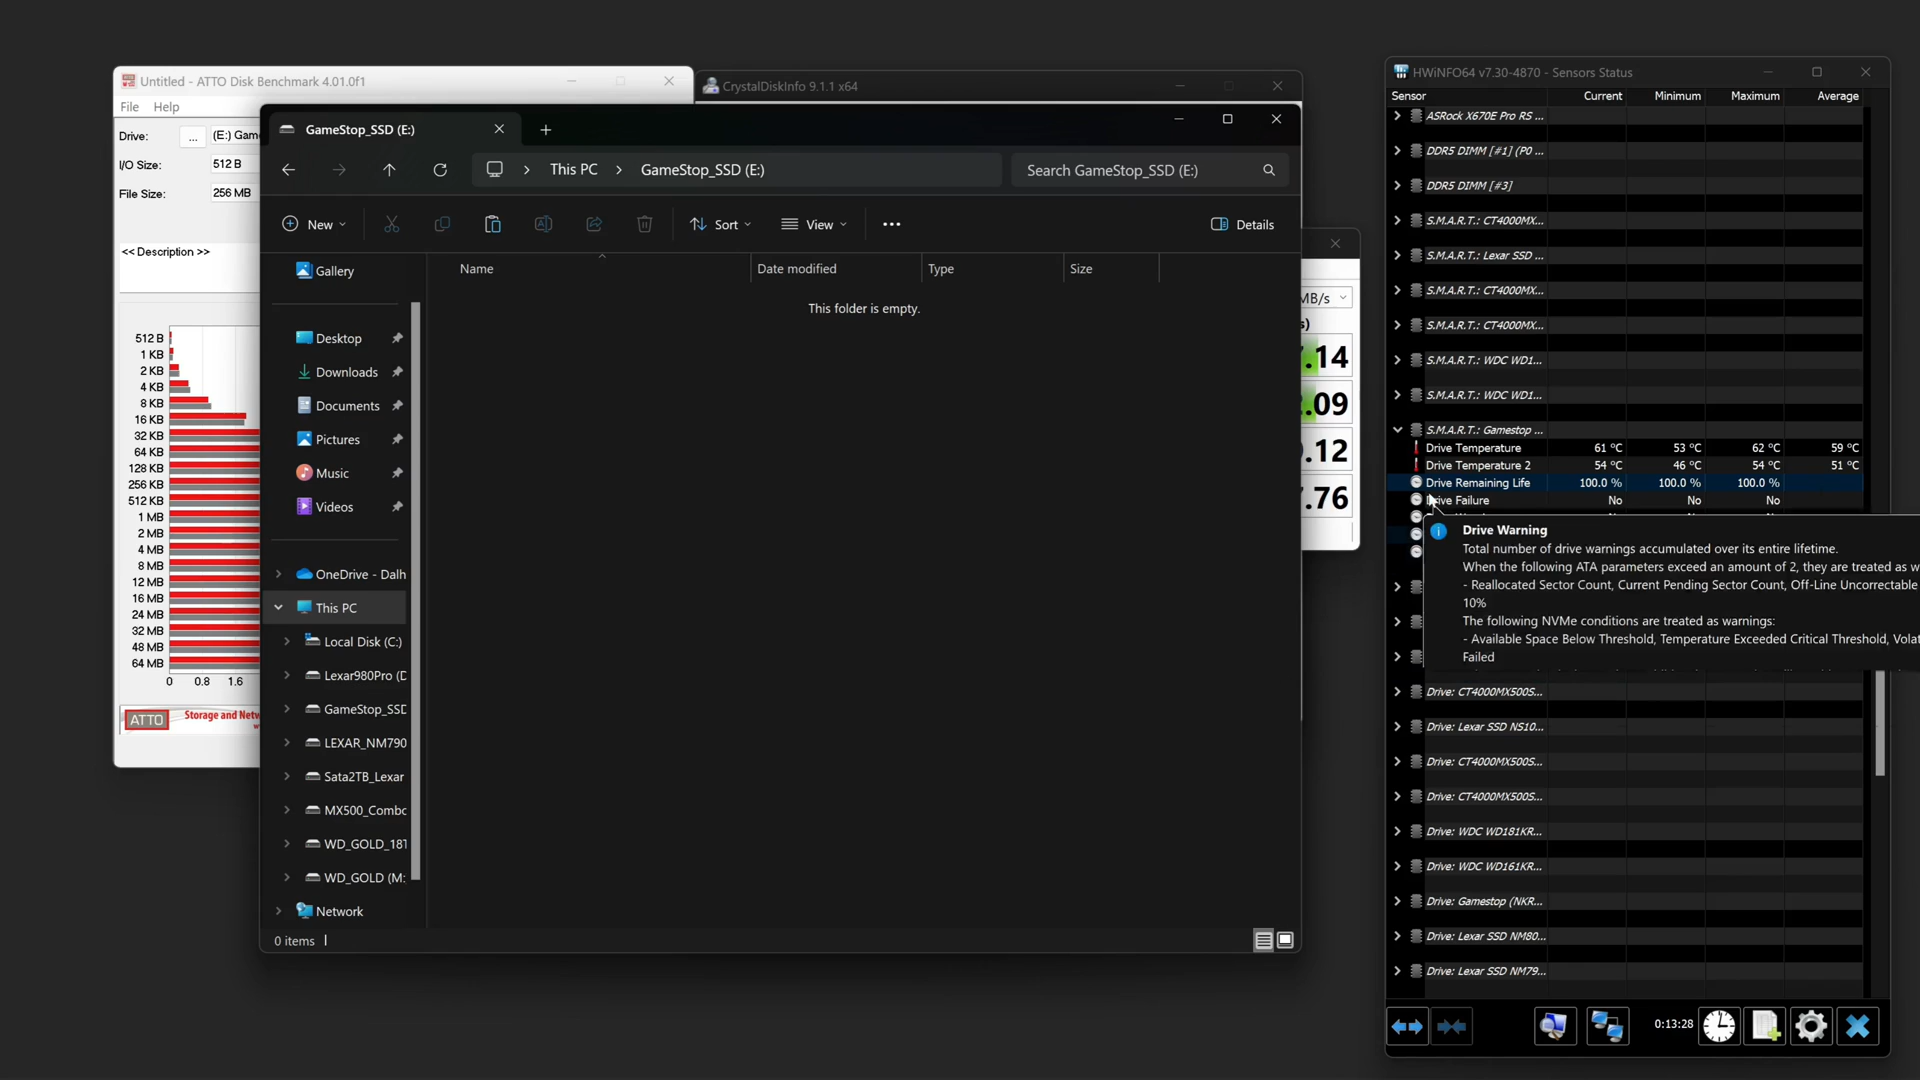 Untitled - ATTO Disk Benchmark 4.01.0f1
File Help
Drive: ... (E:) Gam
I/O Size: 512 B
File Size: 256 MB
<< Description >>
512 B
1 KB
2 KB
4 KB
8 KB
16 KB
32 KB
64 KB
128 KB
256 KB
512 KB
1 MB
2 MB
4 MB
8 MB
12 MB
16 MB
24 MB
32 MB
48 MB
64 MB
0 0.8 1.6
ATTO Storage and Netw
CrystalDiskInfo 9.1.1 x64
GameStop_SSD (E:)
This PC > GameStop_SSD (E:)
Search GameStop_SSD (E:)
New Sort View ... Details
Name Date modified Type Size
This folder is empty.
Gallery
Desktop
Downloads
Documents
Pictures
Music
Videos
OneDrive - Dalh
This PC
Local Disk (C:)
Lexar980Pro (D
GameStop_SSD
LEXAR_NM790
Sata2TB_Lexar
MX500_Combo
WD_GOLD_18T
WD_GOLD (M:
Network
0 items
MB/s
s)
.14
.09
.12
.76
HWiNFO64 v7.30-4870 - Sensors Status
Sensor Current Minimum Maximum Average
ASRock X670E Pro RS ...
DDR5 DIMM [#1] (P0 ...
DDR5 DIMM [#3]
S.M.A.R.T.: CT4000MX...
S.M.A.R.T.: Lexar SSD ...
S.M.A.R.T.: CT4000MX...
S.M.A.R.T.: CT4000MX...
S.M.A.R.T.: WDC WD1...
S.M.A.R.T.: WDC WD1...
S.M.A.R.T.: Gamestop ...
Drive Temperature 61 °C 53 °C 62 °C 59 °C
Drive Temperature 2 54 °C 46 °C 54 °C 51 °C
Drive Remaining Life 100.0 % 100.0 % 100.0 %
Drive Failure No No No
Drive Warning
Total number of drive warnings accumulated over its entire lifetime.
When the following ATA parameters exceed an amount of 2, they are treated as w
- Reallocated Sector Count, Current Pending Sector Count, Off-Line Uncorrectable
10%
The following NVMe conditions are treated as warnings:
- Available Space Below Threshold, Temperature Exceeded Critical Threshold, Volat
Failed
Drive: CT4000MX500S...
Drive: Lexar SSD NS10...
Drive: CT4000MX500S...
Drive: CT4000MX500S...
Drive: WDC WD181KR...
Drive: WDC WD161KR...
Drive: Gamestop (NKR...
Drive: Lexar SSD NM80...
Drive: Lexar SSD NM79...
0:13:28